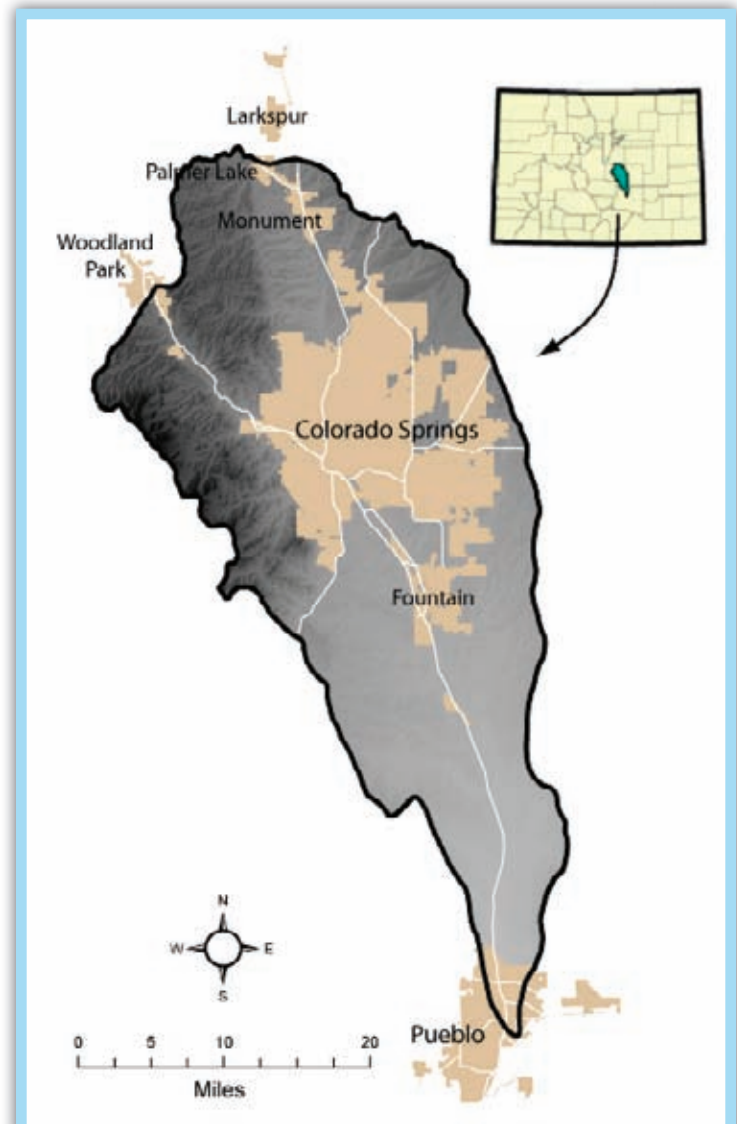 Larkspur
Palmer Lake
Monument
Woodland
Park
Colorado Springs
Fountain
N
W E
S
Pueblo
0 5 10 20
Miles